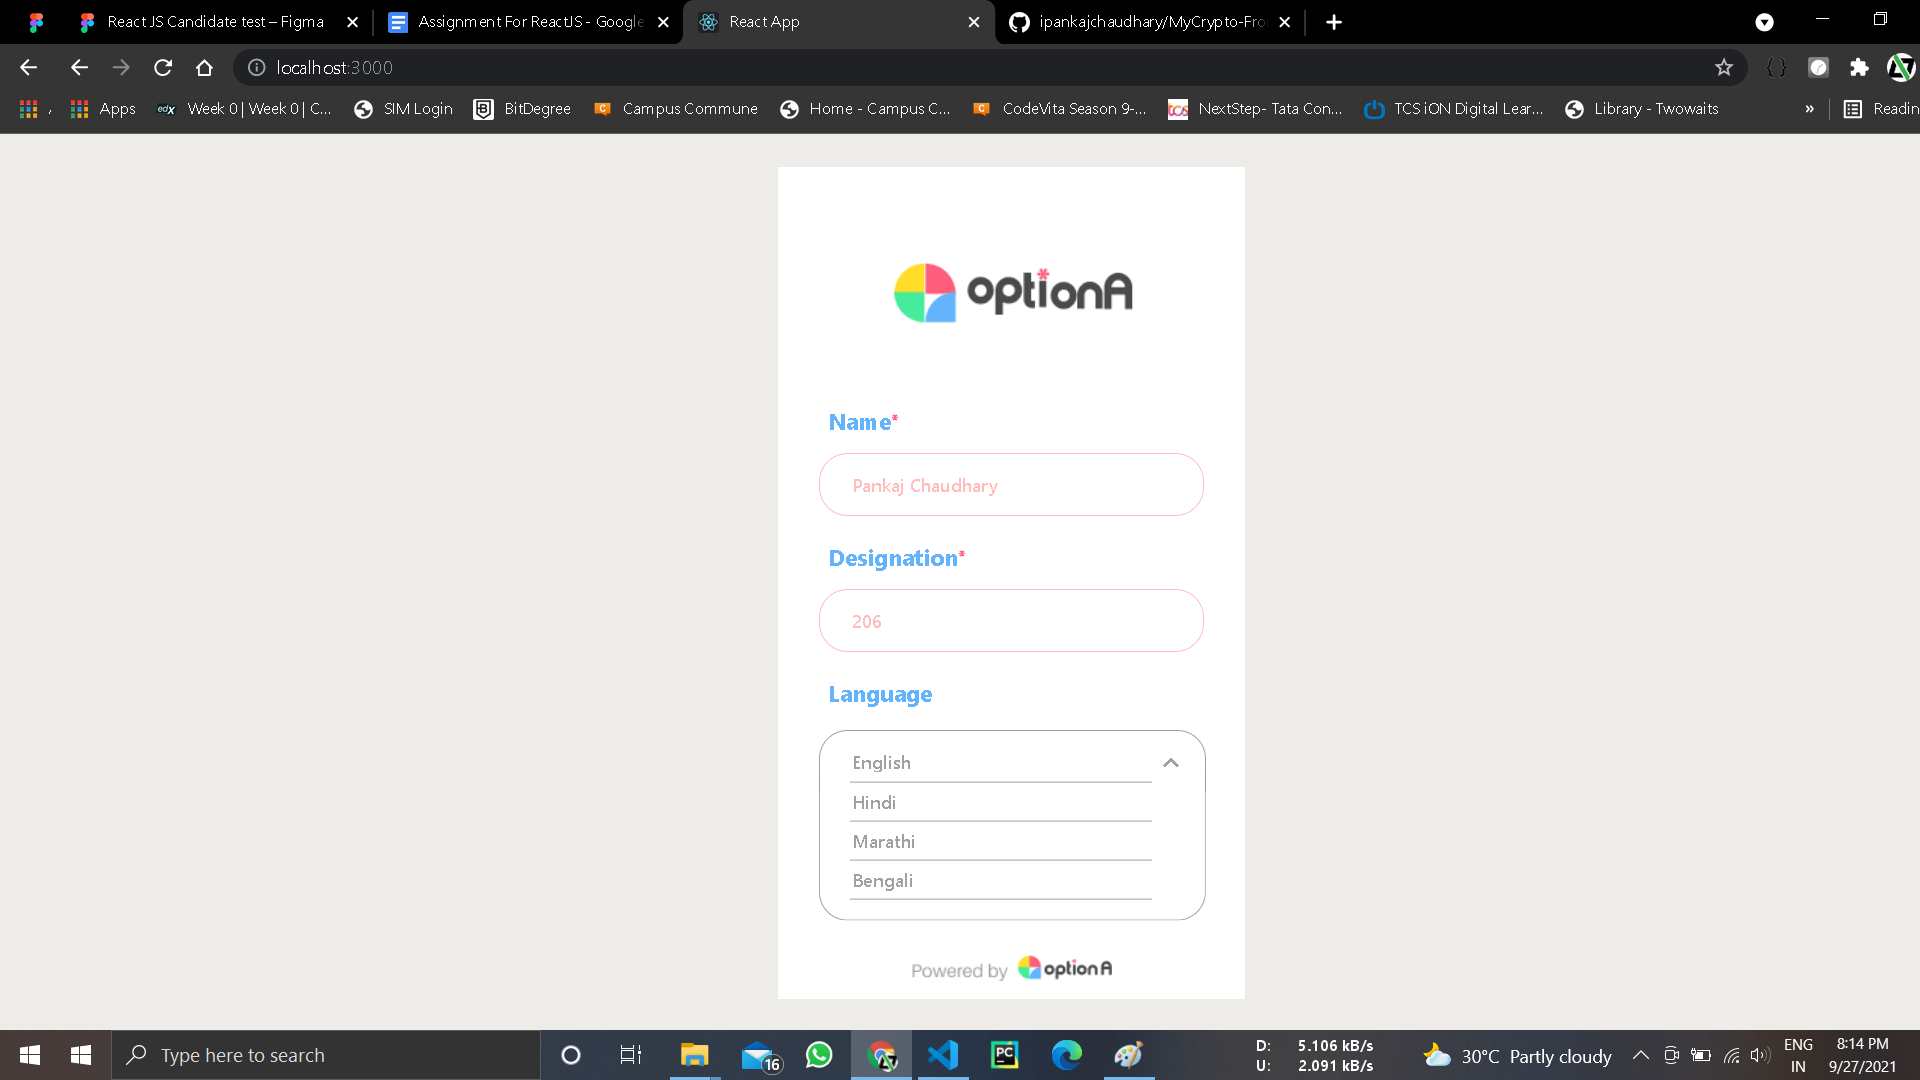 React JS Candidate test – Figma
Assignment For ReactJS - Google
React App
ipankajchaudhary/MyCrypto-Fro
localhost:3000
Apps
edx Week 0 | Week 0 | C...
SIM Login
BitDegree
Campus Commune
Home - Campus C...
CodeVita Season 9-...
tcs NextStep- Tata Con...
TCS iON Digital Lear...
Library - Twowaits
»
Readin
optionA
Name*
Pankaj Chaudhary
Designation*
206
Language
English
Hindi
Marathi
Bengali
Powered by optionA
Type here to search
16
PC
D: 5.106 kB/s
U: 2.091 kB/s
30°C Partly cloudy
ENG
IN
8:14 PM
9/27/2021